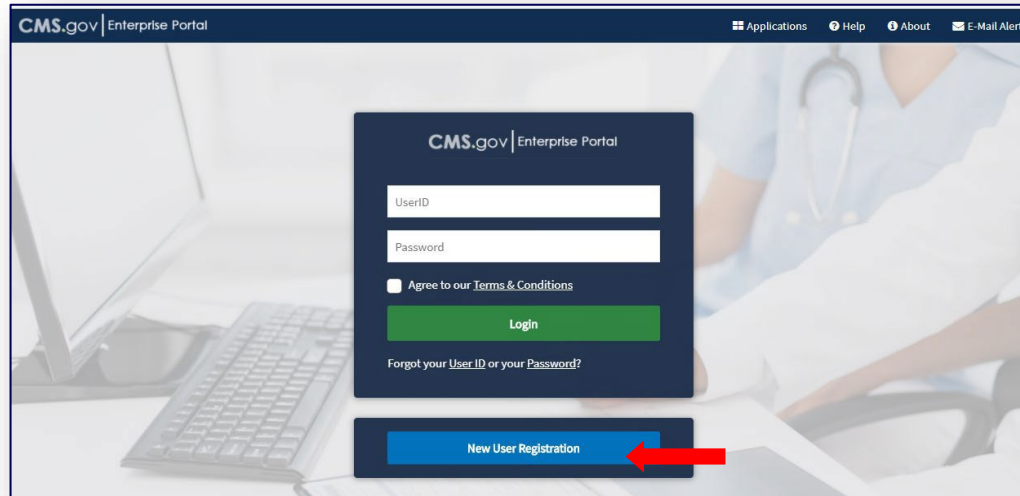 CMS.gov Enterprise Portal
Applications Help About E-Mail Alert
CMS.gov Enterprise Portal
UserID
Password
Agree to our Terms & Conditions
Login
Forgot your User ID or your Password?
New User Registration